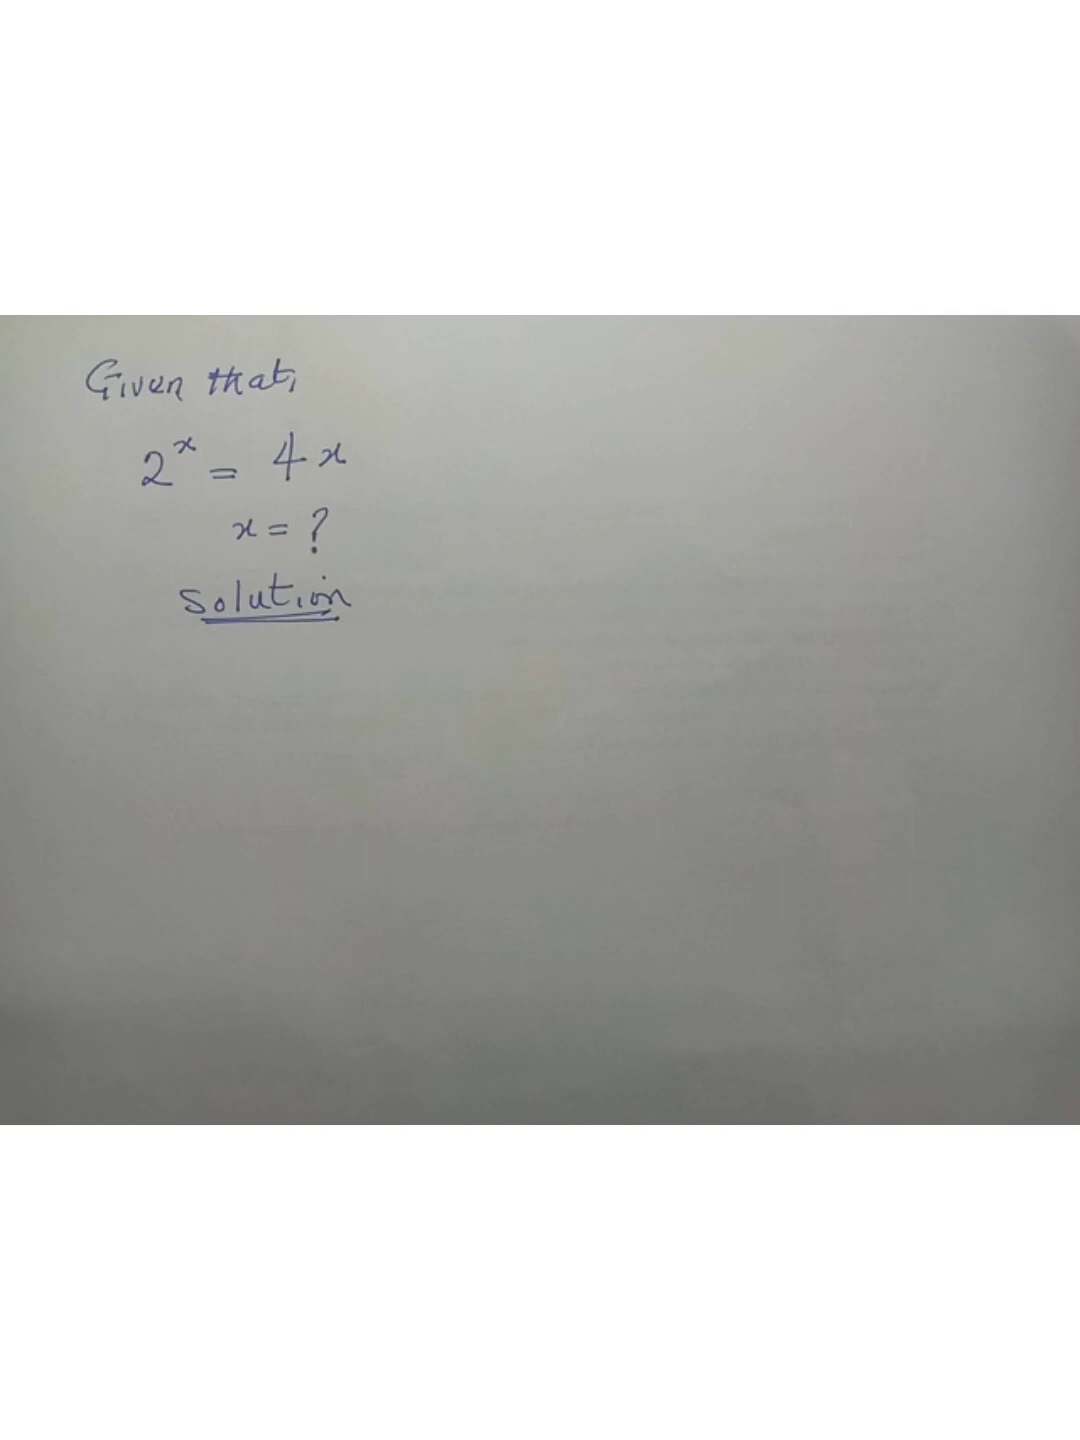 Given that,
2^x = 4x
x = ?
Solution